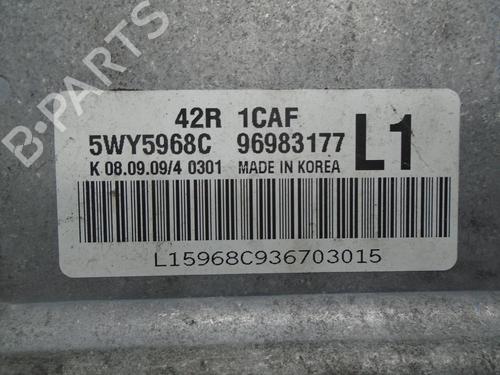 42R 1CAF
5WY5968C 96983177 L1
K 08.09.09/4 0301 MADE IN KOREA
L15968C936703015
B-PARTS